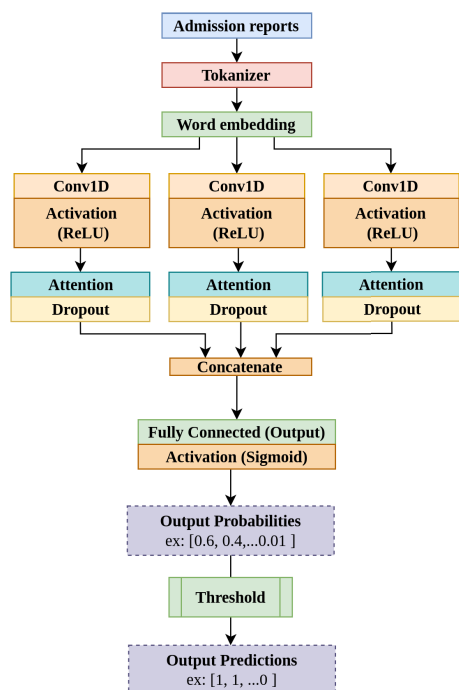 Admission reports
Tokanizer
Word embedding
Conv1D
Activation
(ReLU)
Attention
Dropout
Conv1D
Activation
(ReLU)
Attention
Dropout
Conv1D
Activation
(ReLU)
Attention
Dropout
Concatenate
Fully Connected (Output)
Activation (Sigmoid)
Output Probabilities
ex: [0.6, 0.4,...0.01 ]
Threshold
Output Predictions
ex: [1, 1, ...0]